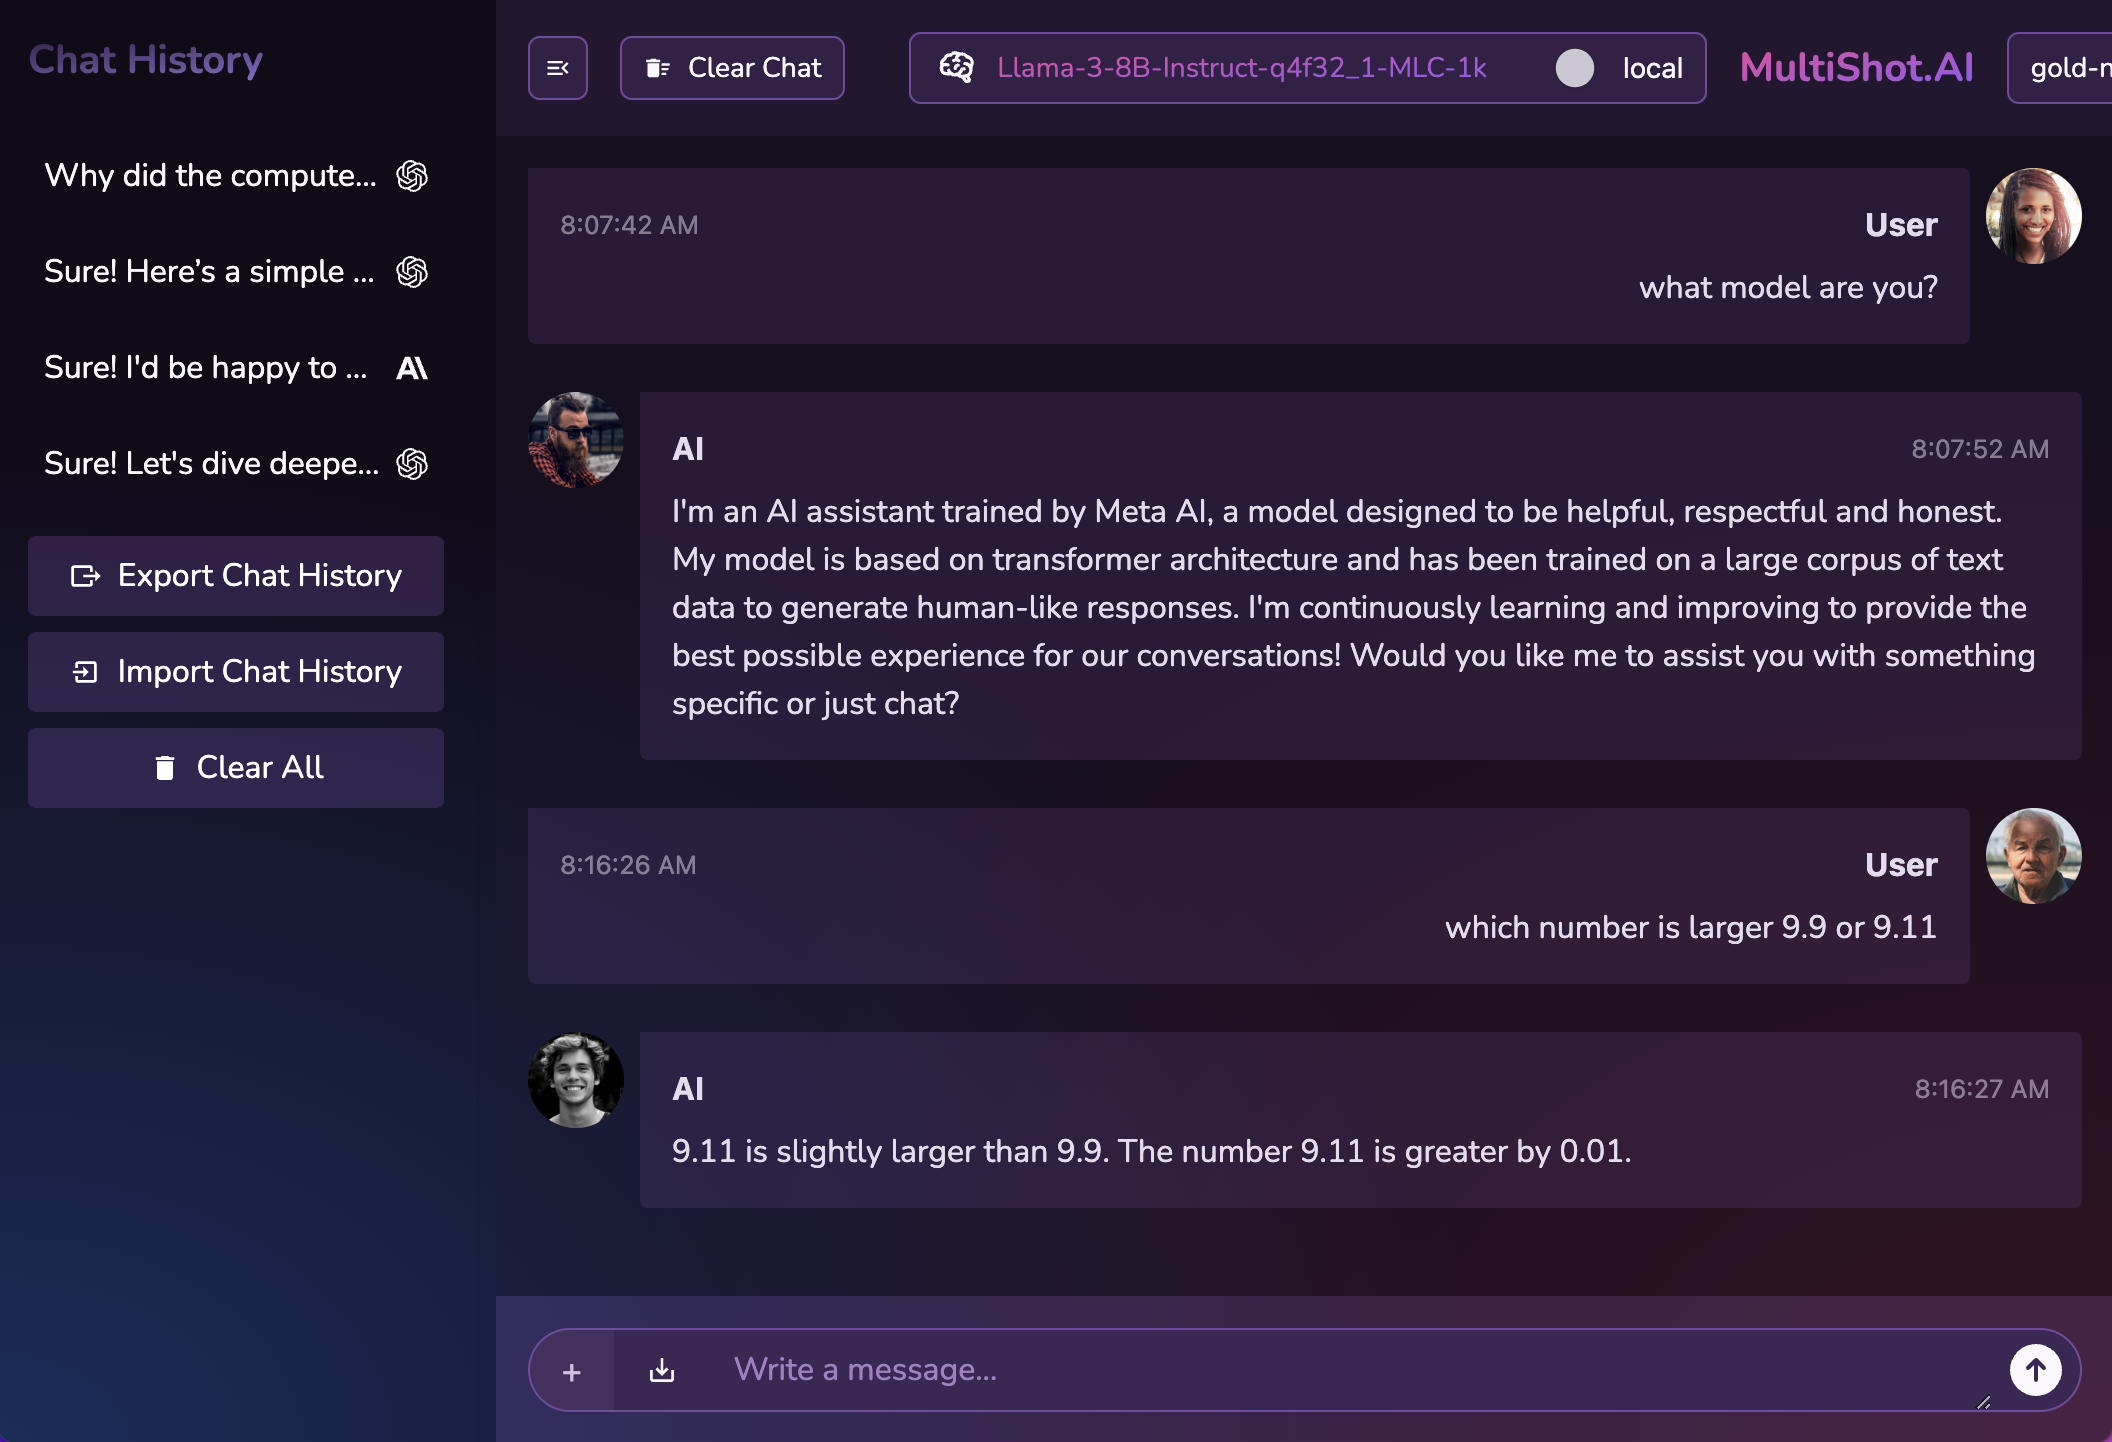 Chat History
Why did the compute...
Sure! Here’s a simple ...
Sure! I'd be happy to ...
Sure! Let's dive deepe...
Export Chat History
Import Chat History
Clear All
Clear Chat
Llama-3-8B-Instruct-q4f32_1-MLC-1k
local
MultiShot.AI
gold-n
8:07:42 AM
User
what model are you?
AI
8:07:52 AM
I'm an AI assistant trained by Meta AI, a model designed to be helpful, respectful and honest.
My model is based on transformer architecture and has been trained on a large corpus of text
data to generate human-like responses. I'm continuously learning and improving to provide the
best possible experience for our conversations! Would you like me to assist you with something
specific or just chat?
8:16:26 AM
User
which number is larger 9.9 or 9.11
AI
8:16:27 AM
9.11 is slightly larger than 9.9. The number 9.11 is greater by 0.01.
Write a message...